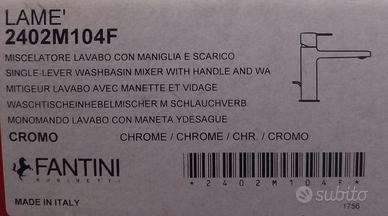 LAME'
2402M104F
MISCELATORE LAVABO CON MANIGLIA E SCARICO
SINGLE-LEVER WASHBASIN MIXER WITH HANDLE AND WA
MITIGEUR LAVABO AVEC MANETTE ET VIDAGE
WASCHTISCHEINHEBELMISCHER M SCHLAUCHVERB
MONOMANDO LAVABO CON MANETA YDESAGUE
CROMO
CHROME / CHROME / CHR. / CROMO
FANTINI
RUBINETTI
*2402M104F*
MADE IN ITALY
subito
1756